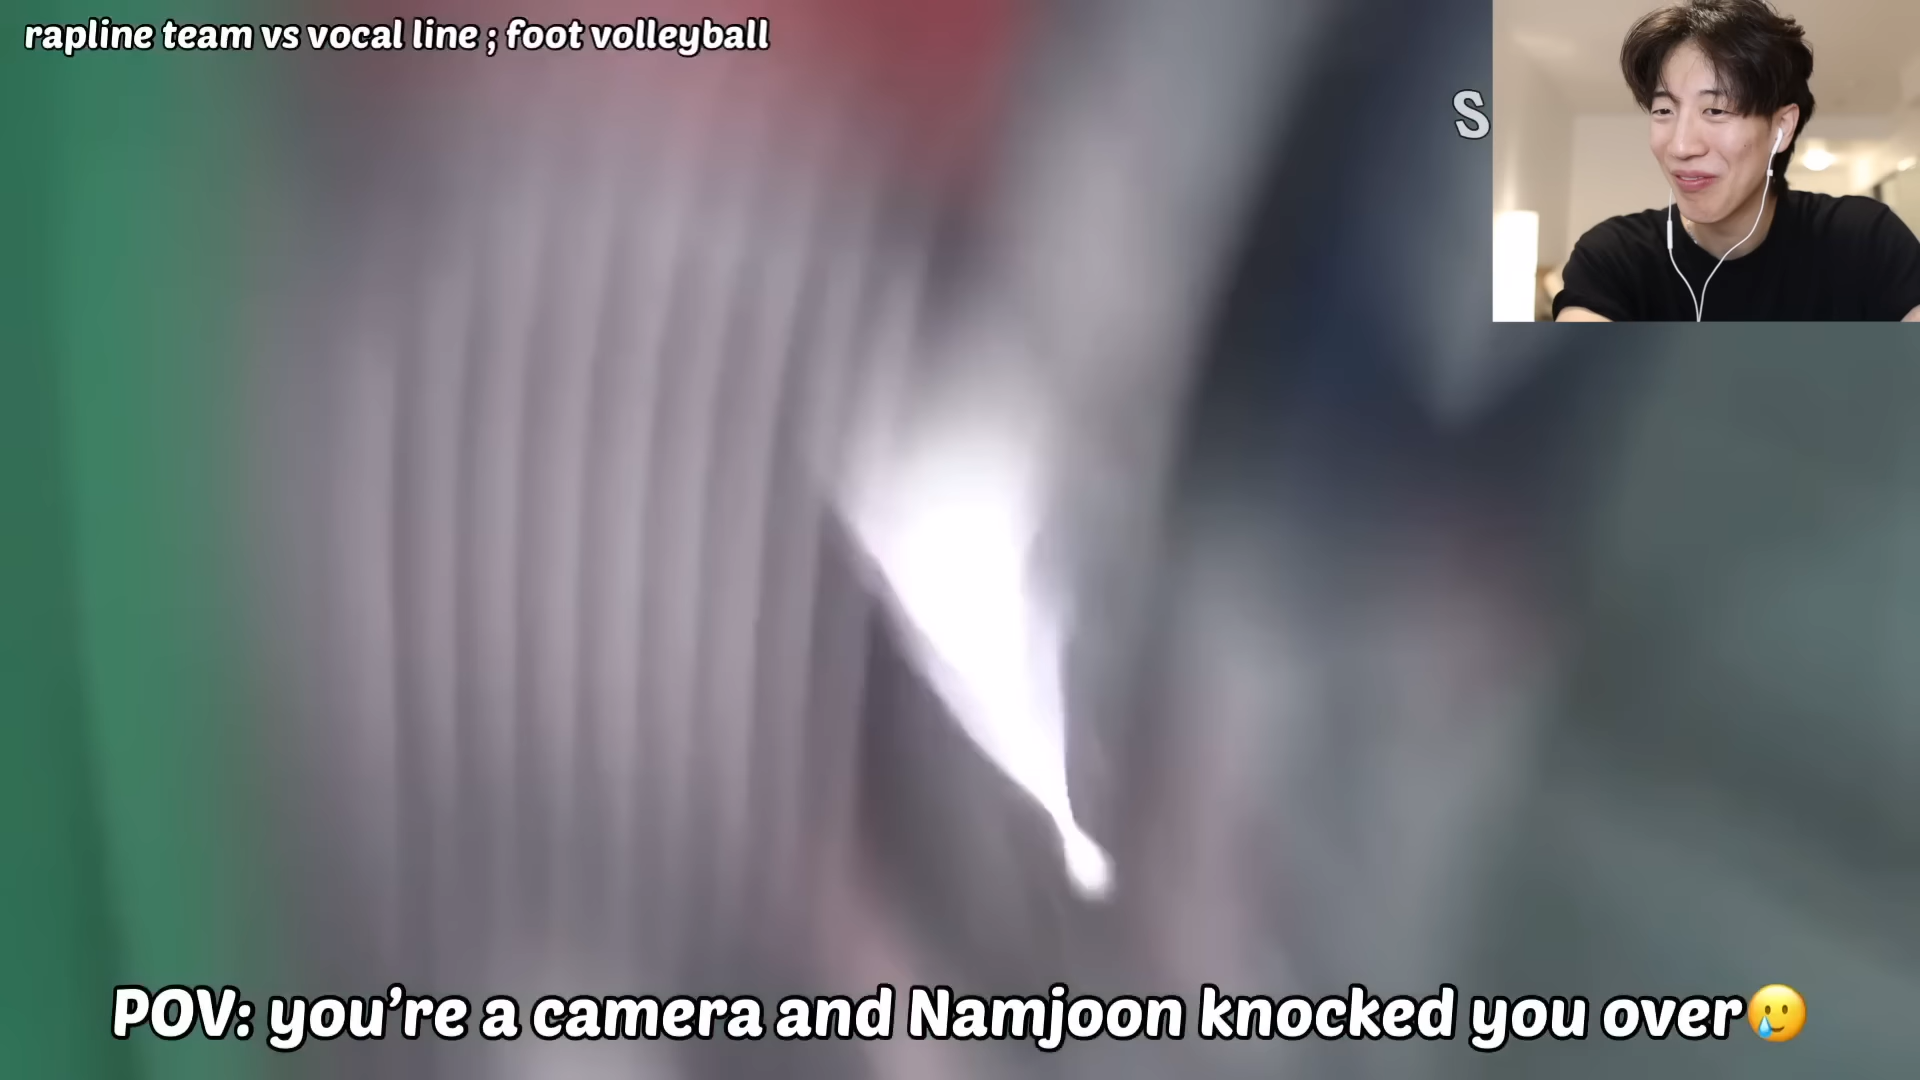 rapline team vs vocal line ; foot volleyball
S
POV: you're a camera and Namjoon knocked you over🥲